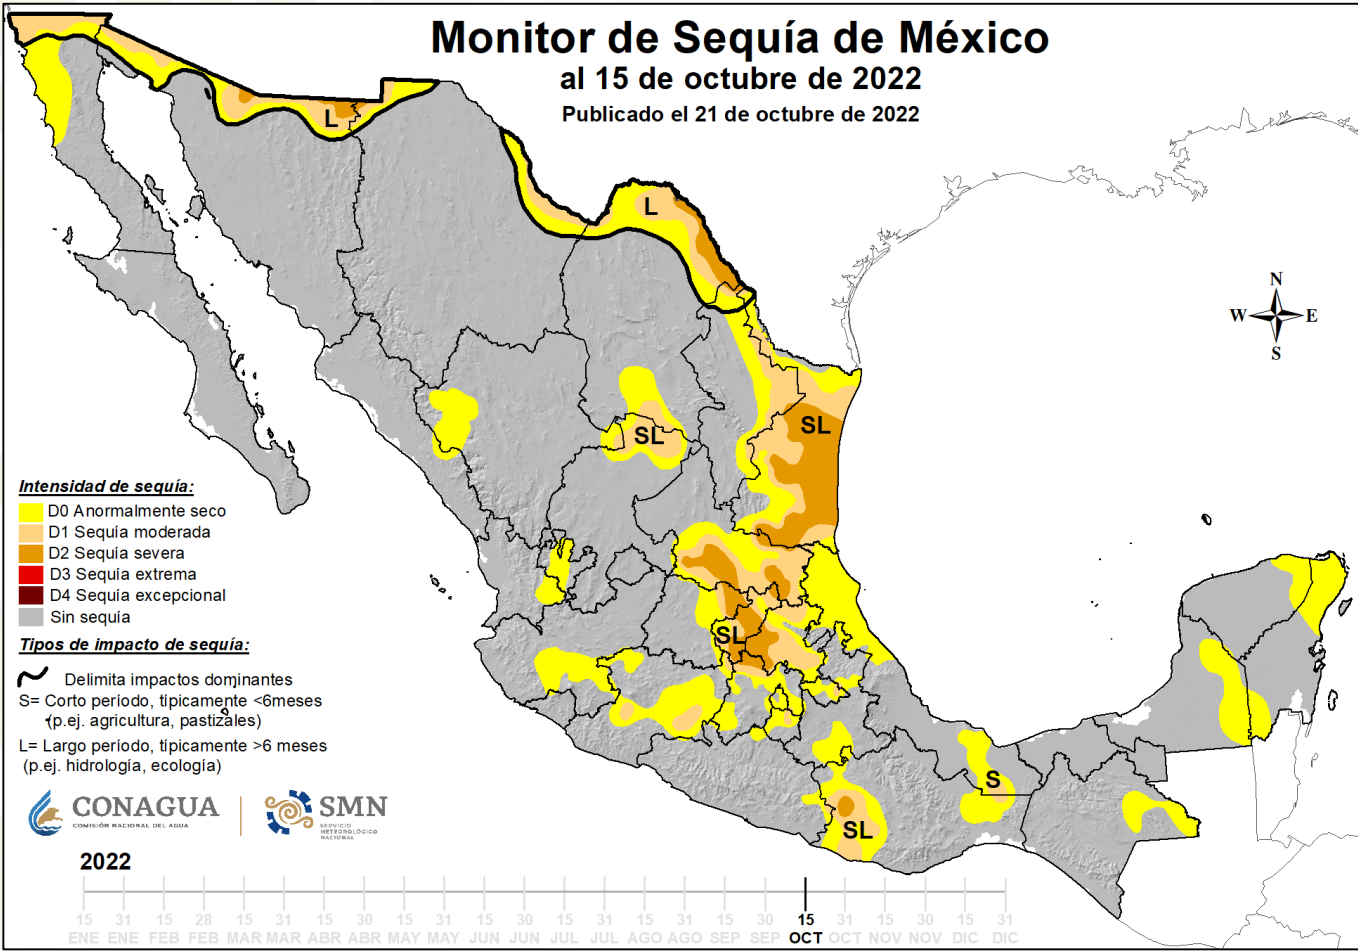 Monitor de Sequía de México
al 15 de octubre de 2022
Publicado el 21 de octubre de 2022
L
L
N
W E
S
SL
SL
SL
S
SL
Intensidad de sequía:
D0 Anormalmente seco
D1 Sequía moderada
D2 Sequía severa
D3 Sequía extrema
D4 Sequía excepcional
Sin sequía
Tipos de impacto de sequía:
Delimita impactos dominantes
S= Corto período, típicamente <6meses
(p.ej. agricultura, pastizales)
L= Largo período, típicamente >6 meses
(p.ej. hidrología, ecología)
CONAGUA
COMISIÓN NACIONAL DEL AGUA
SMN
SERVICIO
METEOROLÓGICO
NACIONAL
2022
15 31 15 28 15 31 15 30 15 31 15 30 15 31 15 31 15 30 15 31 15 30 15 31
ENE ENE FEB FEB MAR MAR ABR ABR MAY MAY JUN JUN JUL JUL AGO AGO SEP SEP OCT OCT NOV NOV DIC DIC